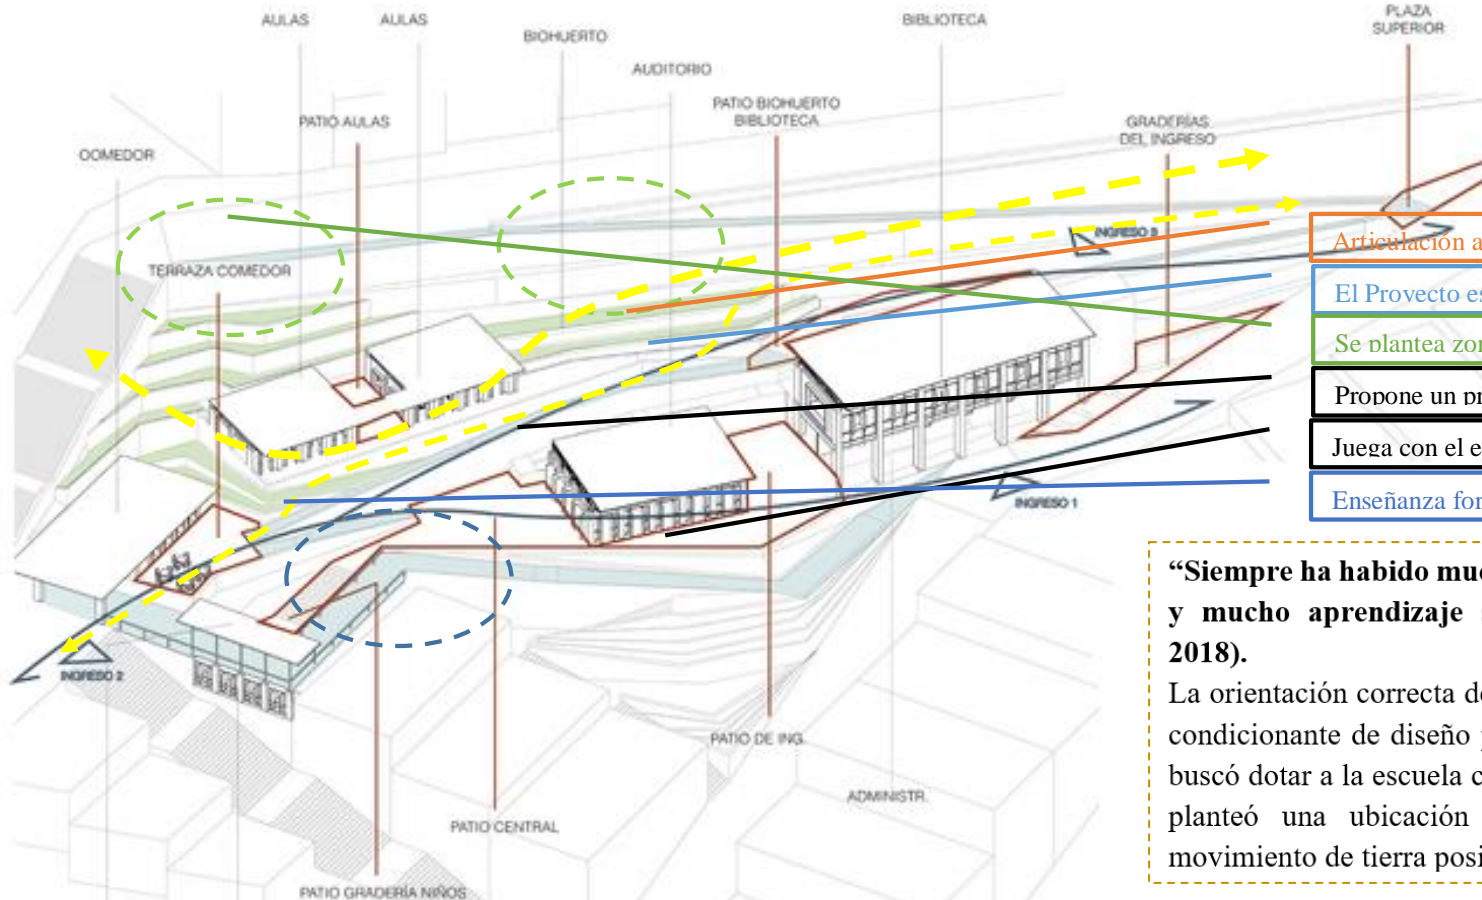 AULAS
AULAS
BIBLIOTECA
PLAZA
SUPERIOR
BIOHUERTO
AUDITORIO
PATIO BIOHUERTO
BIBLIOTECA
PATIO AULAS
GRADERÍAS
DEL INGRESO
COMEDOR
TERRAZA COMEDOR
INGRESO 3
Articulación a
El Proyecto es
Se plantea zon
Propone un pr
Juega con el e
Enseñanza for
INGRESO 1
INGRESO 2
“Siempre ha habido muc
y mucho aprendizaje
2018).
La orientación correcta de
condicionante de diseño
buscó dotar a la escuela c
planteó una ubicación
movimiento de tierra posi
PATIO DE ING.
ADMINISTR.
PATIO CENTRAL
PATIO GRADERÍA NIÑOS